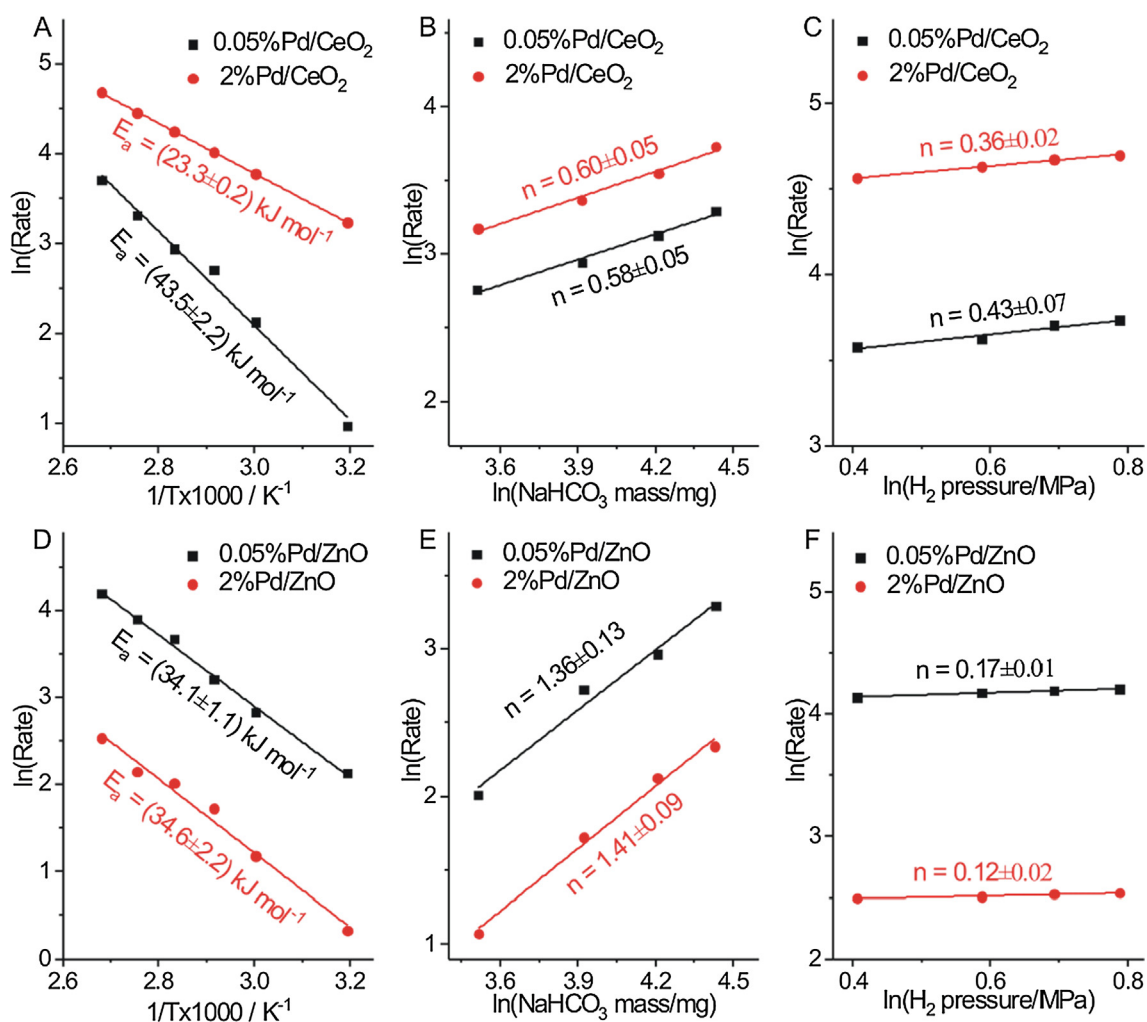 A
0.05%Pd/CeO₂
2%Pd/CeO₂
Eₐ = (23.3±0.2) kJ mol⁻¹
Eₐ = (43.5±2.2) kJ mol⁻¹
ln(Rate)
5
4
3
2
1
2.6 2.8 3.0 3.2
1/Tx1000 / K⁻¹
B
0.05%Pd/CeO₂
2%Pd/CeO₂
n = 0.60±0.05
n = 0.58±0.05
ln(Rate)
4
3
2
3.6 3.9 4.2 4.5
ln(NaHCO₃ mass/mg)
C
0.05%Pd/CeO₂
2%Pd/CeO₂
n = 0.36±0.02
n = 0.43±0.07
ln(Rate)
5
4
3
0.4 0.6 0.8
ln(H₂ pressure/MPa)
D
0.05%Pd/ZnO
2%Pd/ZnO
Eₐ = (34.1±1.1) kJ mol⁻¹
Eₐ = (34.6±2.2) kJ mol⁻¹
ln(Rate)
4
3
2
1
0
2.6 2.8 3.0 3.2
1/Tx1000 / K⁻¹
E
0.05%Pd/ZnO
2%Pd/ZnO
n = 1.36±0.13
n = 1.41±0.09
ln(Rate)
3
2
1
3.6 3.9 4.2 4.5
ln(NaHCO₃ mass/mg)
F
0.05%Pd/ZnO
2%Pd/ZnO
n = 0.17±0.01
n = 0.12±0.02
ln(Rate)
5
4
3
2
0.4 0.6 0.8
ln(H₂ pressure/MPa)